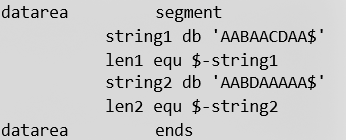 datarea segment
string1 db 'AABAACDAA$'
len1 equ $-string1
string2 db 'AABDAAAAA$'
len2 equ $-string2
datarea ends